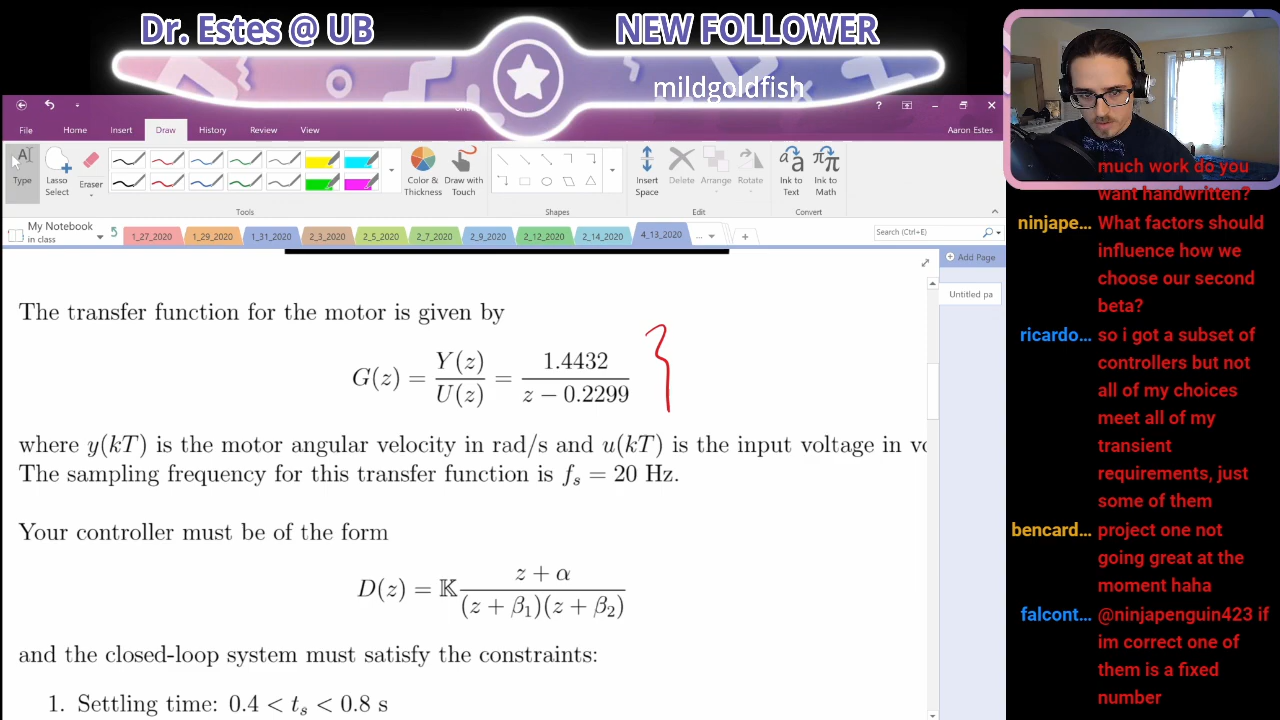 Dr. Estes @ UB
NEW FOLLOWER
mildgoldfish
File Home Insert Draw History Review View
Aaron Estes
Type
Lasso Select
Eraser
Color & Thickness
Draw with Touch
Insert Space
Delete
Arrange
Rotate
Ink to Text
Ink to Math
Tools
Shapes
Edit
Convert
My Notebook
in class
1_27_2020 1_29_2020 1_31_2020 2_3_2020 2_5_2020 2_7_2020 2_9_2020 2_12_2020 2_14_2020 4_13_2020 ...
Search (Ctrl+E)
Add Page
Untitled pa
The transfer function for the motor is given by
G(z) = Y(z)/U(z) = 1.4432/(z − 0.2299)
where y(kT) is the motor angular velocity in rad/s and u(kT) is the input voltage in vo
The sampling frequency for this transfer function is fₛ = 20 Hz.
Your controller must be of the form
D(z) = 𝕂 (z + α)/((z + β₁)(z + β₂))
and the closed-loop system must satisfy the constraints:
1. Settling time: 0.4 < tₛ < 0.8 s
much work do you
want handwritten?
ninjape... What factors should
influence how we
choose our second
beta?
ricardo... so i got a subset of
controllers but not
all of my choices
meet all of my
transient
requirements, just
some of them
bencard... project one not
going great at the
moment haha
falcont... @ninjapenguin423 if
im correct one of
them is a fixed
number